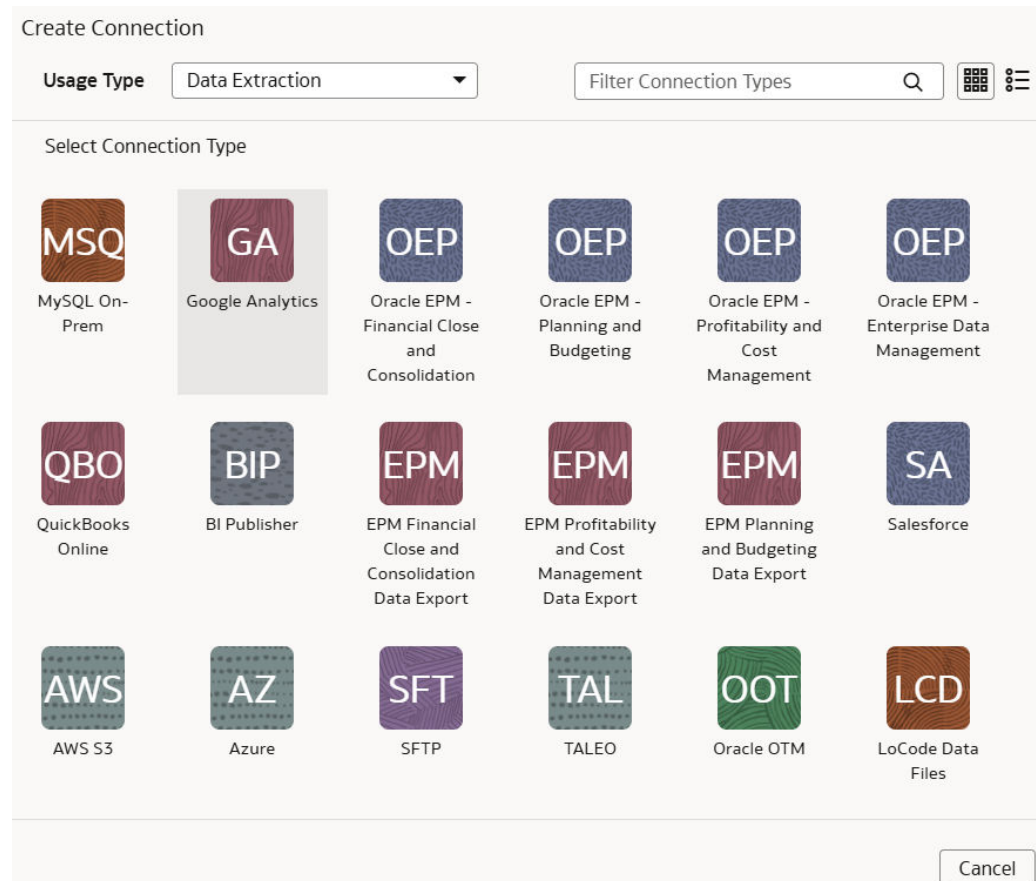 Create Connection
Usage Type Data Extraction Filter Connection Types
Select Connection Type
MSQ GA OEP OEP OEP OEP
MySQL On-
Prem
Google Analytics
Oracle EPM -
Financial Close
and
Consolidation
Oracle EPM -
Planning and
Budgeting
Oracle EPM -
Profitability and
Cost
Management
Oracle EPM -
Enterprise Data
Management
QBO BIP EPM EPM EPM SA
QuickBooks
Online
BI Publisher
EPM Financial
Close and
Consolidation
Data Export
EPM Profitability
and Cost
Management
Data Export
EPM Planning
and Budgeting
Data Export
Salesforce
AWS AZ SFT TAL OOT LCD
AWS S3
Azure
SFTP
TALEO
Oracle OTM
LoCode Data
Files
Cancel